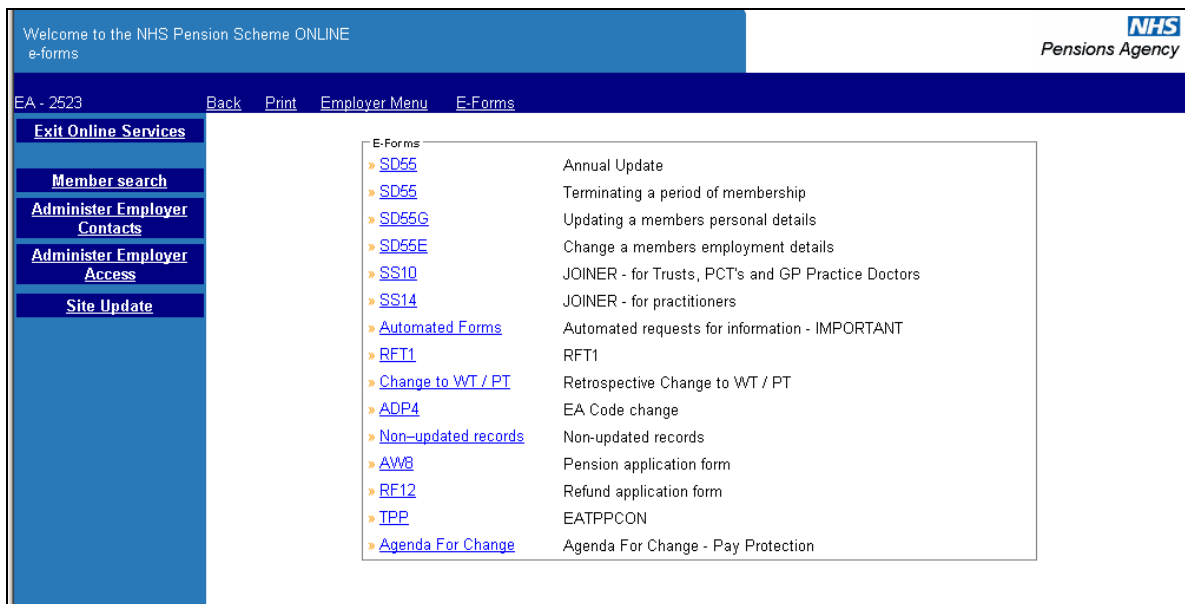 Welcome to the NHS Pension Scheme ONLINE
e-forms
NHS
Pensions Agency
EA - 2523 Back Print Employer Menu E-Forms
Exit Online Services
Member search
Administer Employer
Contacts
Administer Employer
Access
Site Update
E-Forms
» SD55 Annual Update
» SD55 Terminating a period of membership
» SD55G Updating a members personal details
» SD55E Change a members employment details
» SS10 JOINER - for Trusts, PCT's and GP Practice Doctors
» SS14 JOINER - for practitioners
» Automated Forms Automated requests for information - IMPORTANT
» RFT1 RFT1
» Change to WT / PT Retrospective Change to WT / PT
» ADP4 EA Code change
» Non–updated records Non-updated records
» AW8 Pension application form
» RF12 Refund application form
» TPP EATPPCON
» Agenda For Change Agenda For Change - Pay Protection